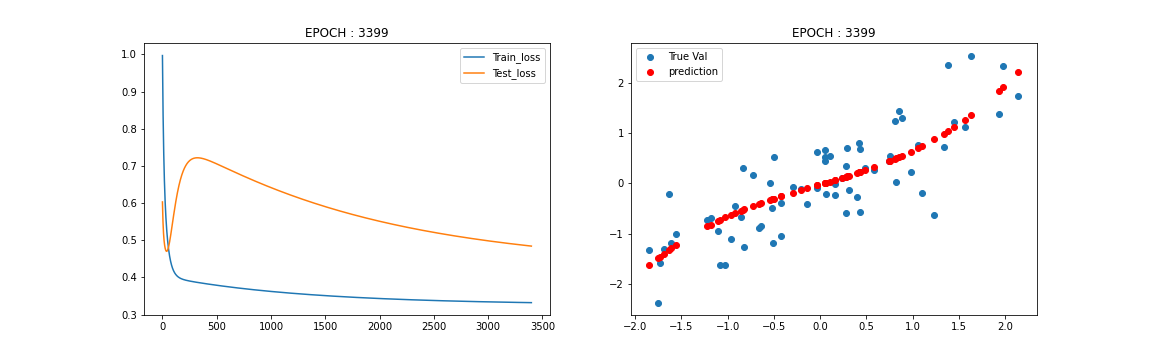 EPOCH : 3399
Train_loss
Test_loss
1.0
0.9
0.8
0.7
0.6
0.5
0.4
0.3
0 500 1000 1500 2000 2500 3000 3500
EPOCH : 3399
True Val
prediction
2
1
0
−1
−2
−2.0 −1.5 −1.0 −0.5 0.0 0.5 1.0 1.5 2.0